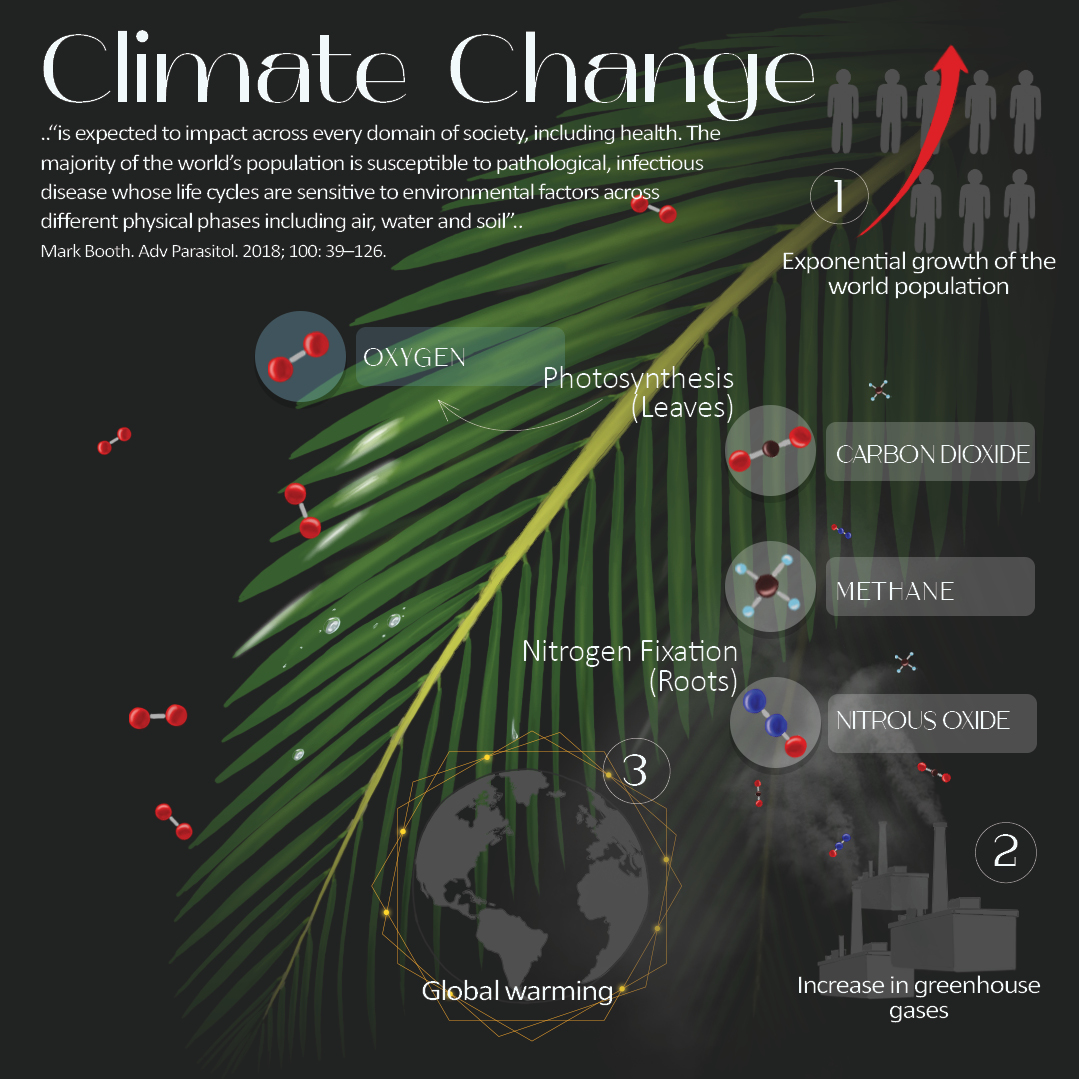 Climate Change
.."is expected to impact across every domain of society, including health. The
majority of the world's population is susceptible to pathological, infectious
disease whose life cycles are sensitive to environmental factors across
different physical phases including air, water and soil"..
Mark Booth. Adv Parasitol. 2018; 100: 39–126.
1
Exponential growth of the
world population
OXYGEN
Photosynthesis
(Leaves)
CARBON DIOXIDE
METHANE
Nitrogen Fixation
(Roots)
NITROUS OXIDE
3
2
Global warming
Increase in greenhouse
gases